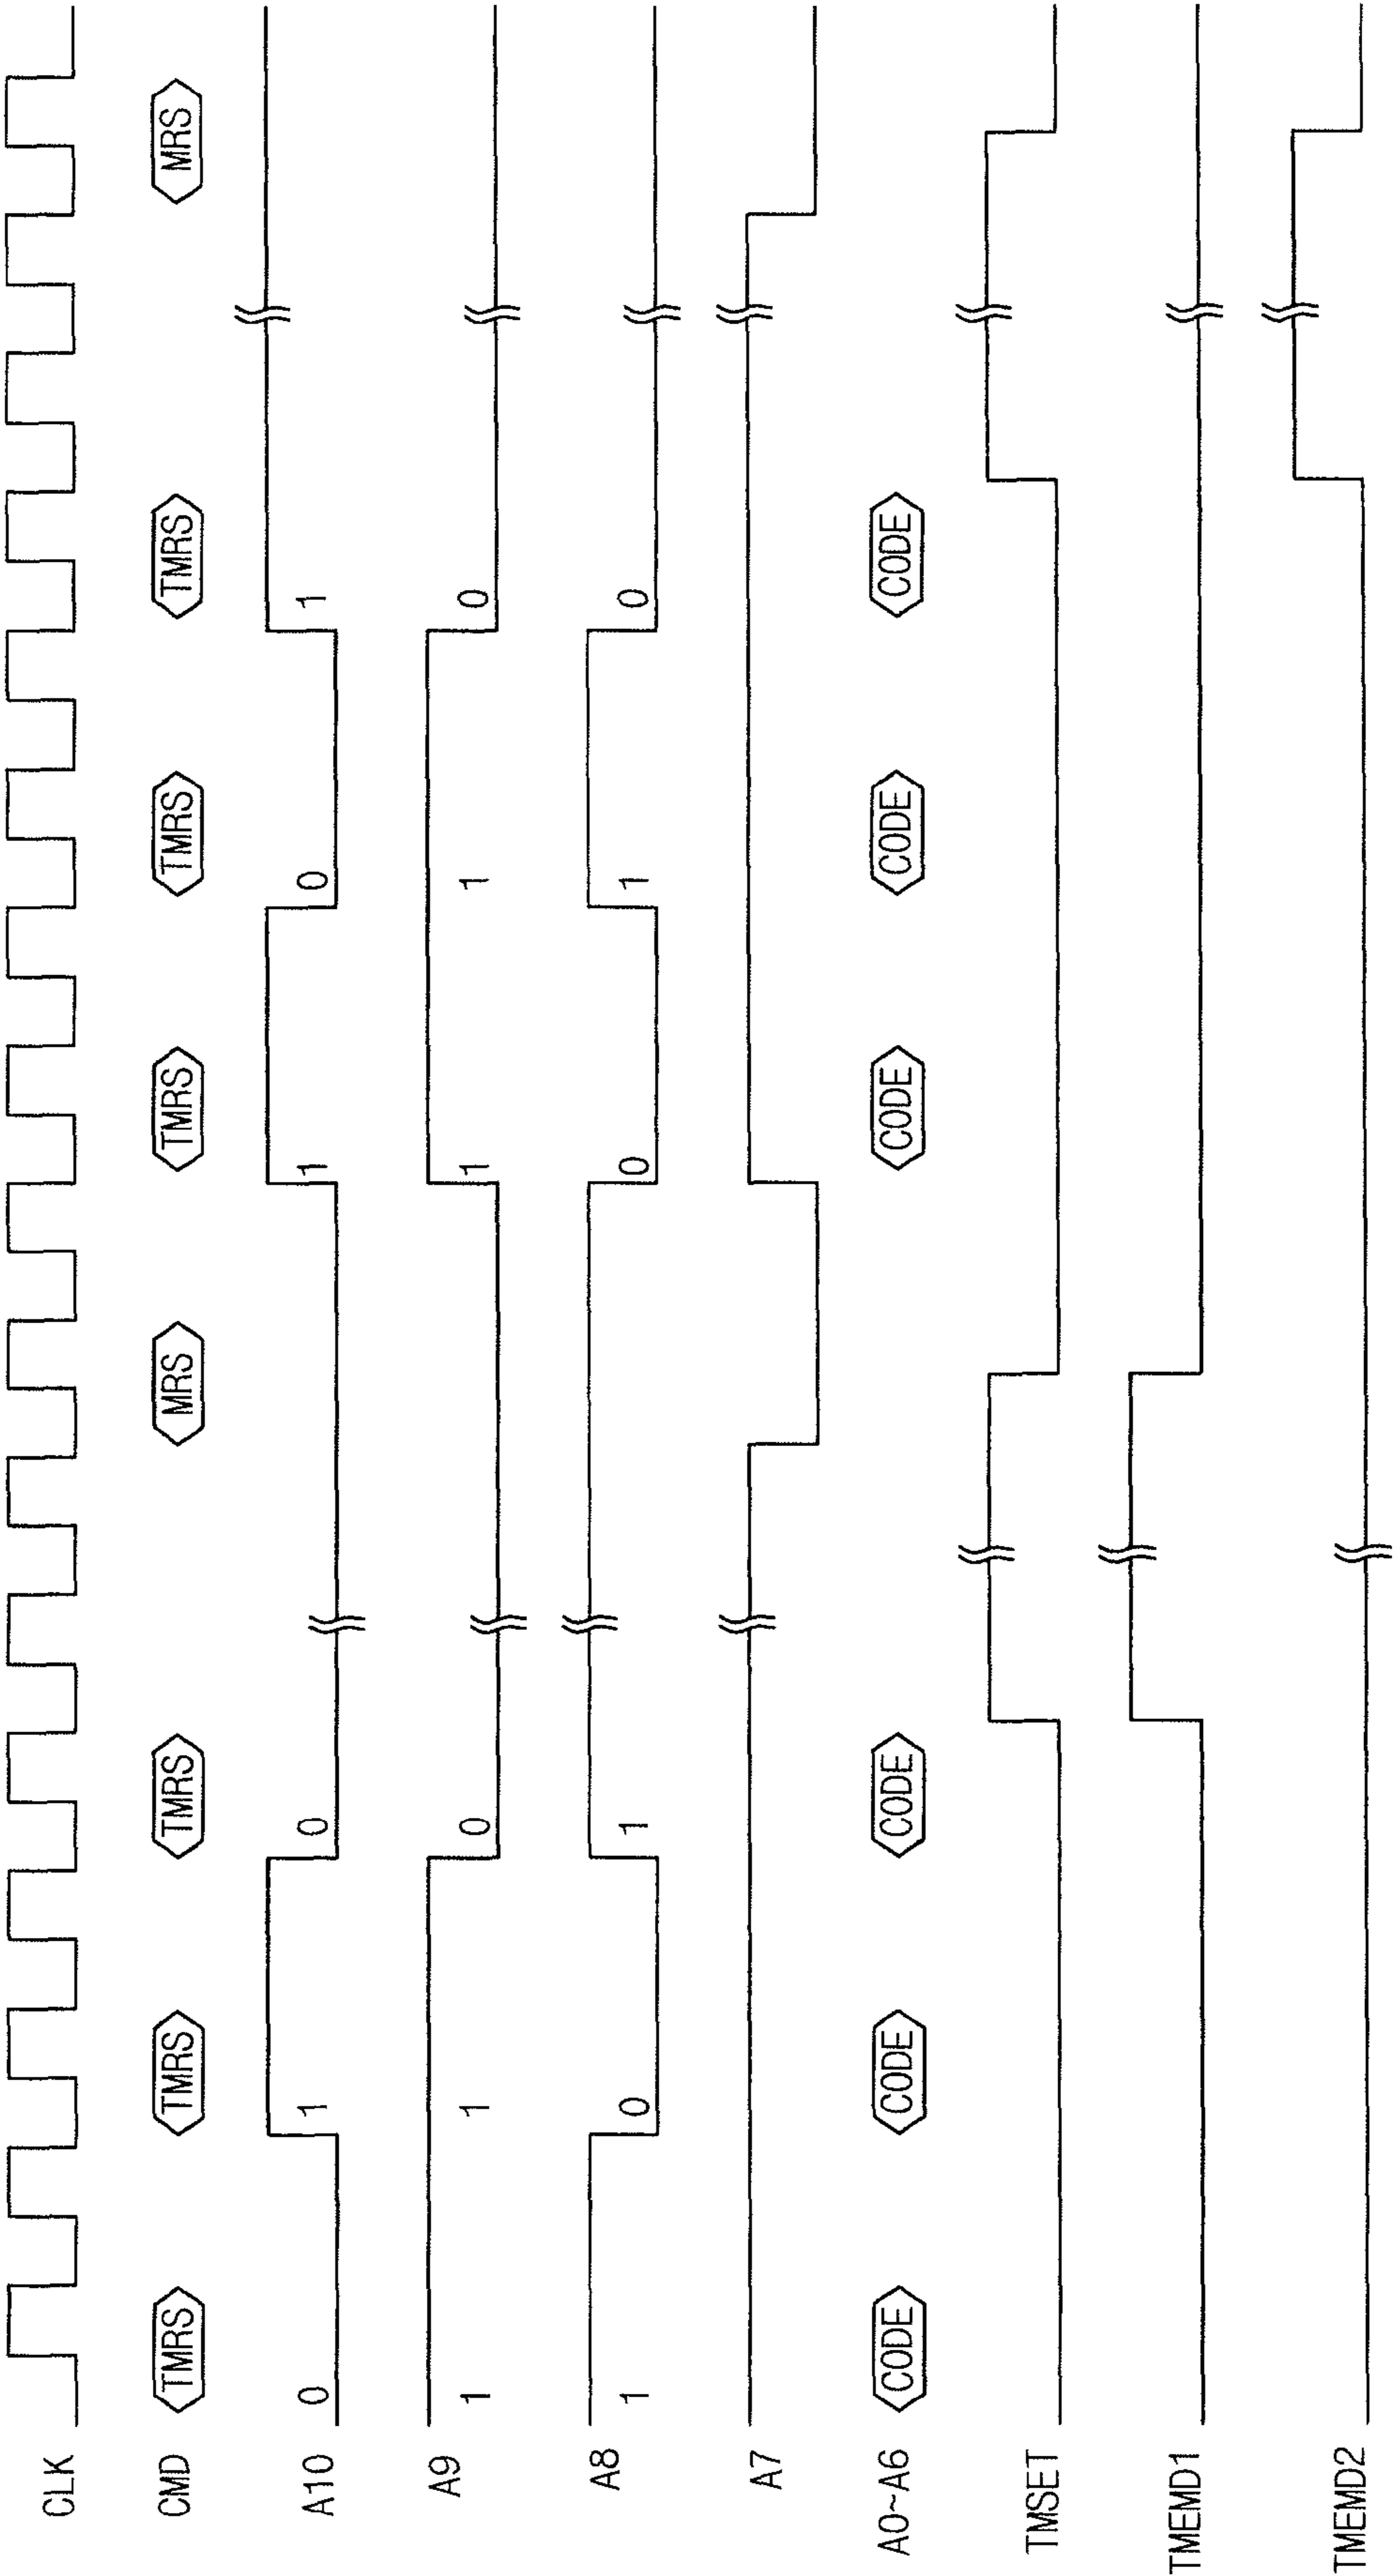 CLK
CMD TMRS TMRS TMRS MRS TMRS TMRS TMRS MRS
A10 0 1 0 1 0 1
A9 1 1 0 1 1 0
A8 1 0 1 0 1 0
A7
A0~A6 CODE CODE CODE CODE CODE CODE
TMSET
TMEMD1
TMEMD2